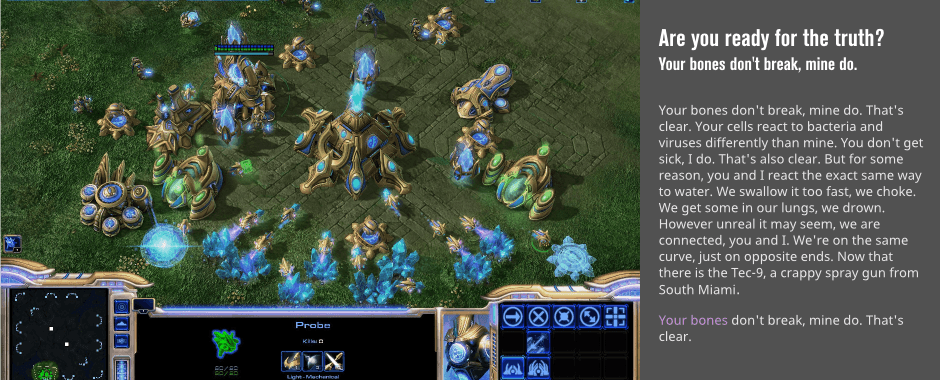 Are you ready for the truth?
Your bones don't break, mine do.
Your bones don't break, mine do. That's
clear. Your cells react to bacteria and
viruses differently than mine. You don't get
sick, I do. That's also clear. But for some
reason, you and I react the exact same way
to water. We swallow it too fast, we choke.
We get some in our lungs, we drown.
However unreal it may seem, we are
connected, you and I. We're on the same
curve, just on opposite ends. Now that
there is the Tec-9, a crappy spray gun from
South Miami.
Your bones don't break, mine do. That's
clear.
Probe
Kills: 0
Light - Mechanical